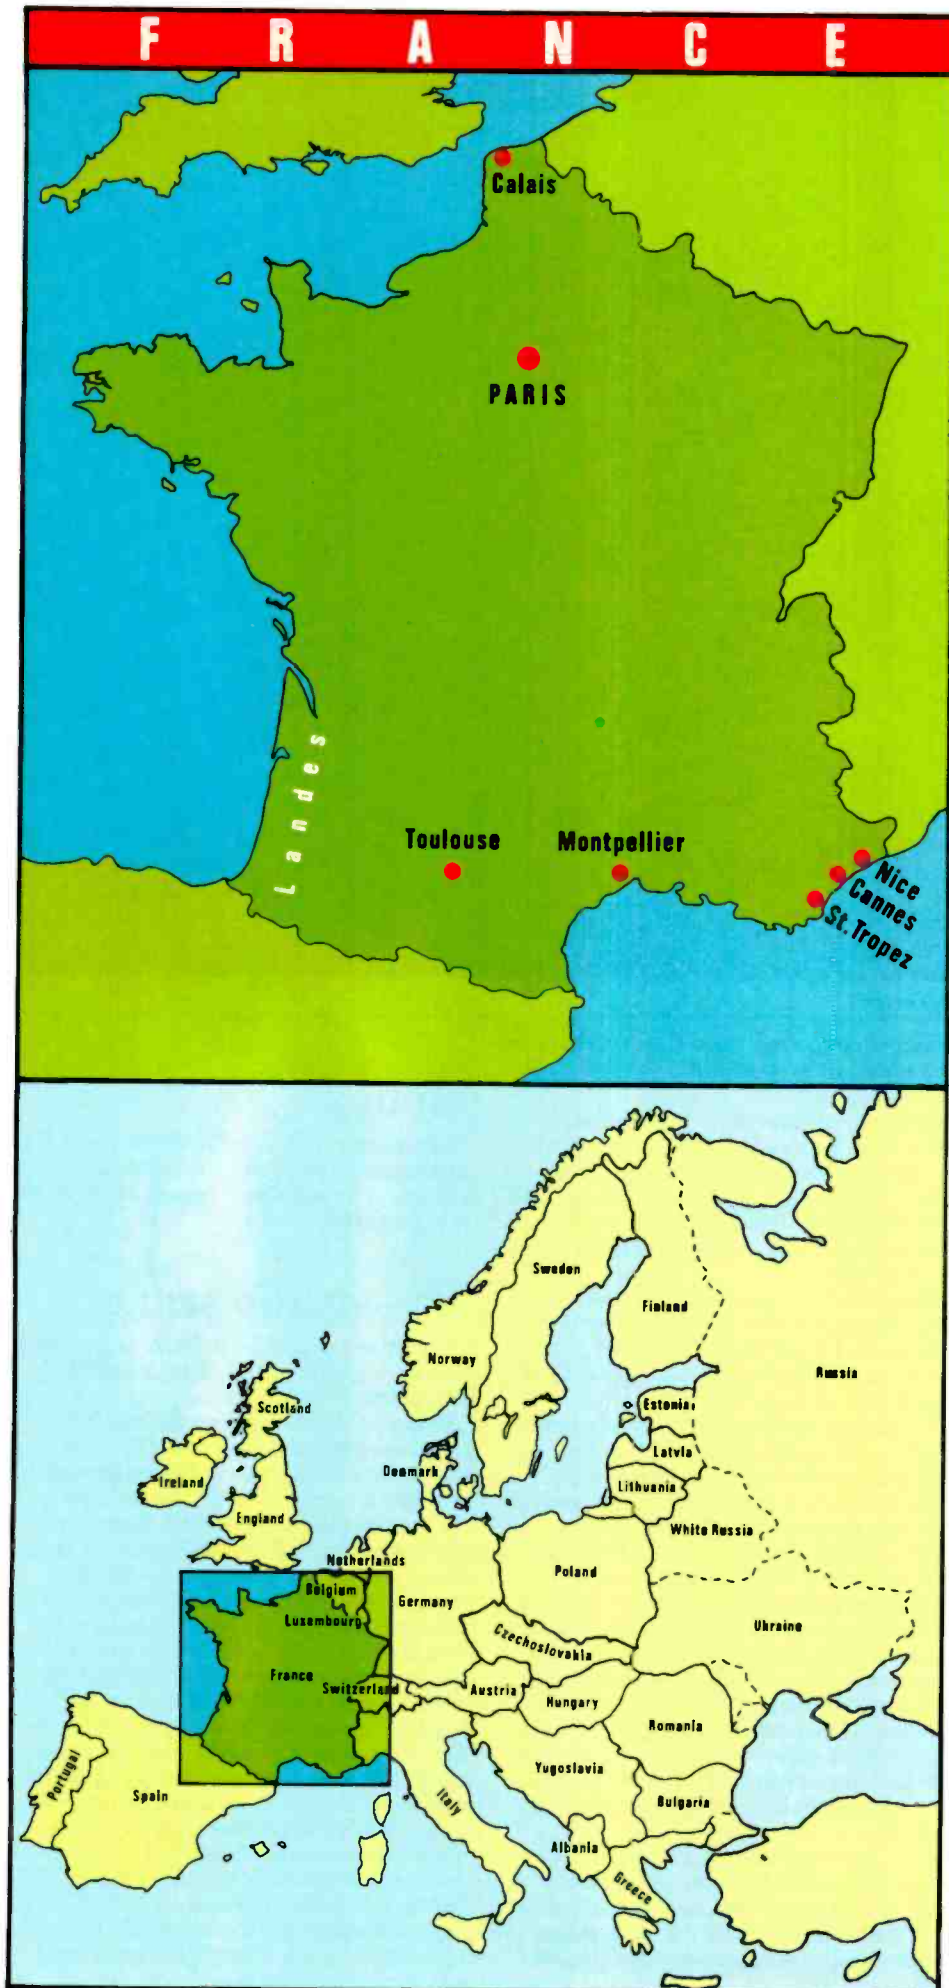 FRANCE
Calais
PARIS
Landes
Toulouse
Montpellier
Nice
Cannes
St. Tropez
Sweden
Finland
Norway
Russia
Scotland
Estonia
Latvia
Denmark
Ireland
Lithuania
England
White Russia
Netherlands
Poland
Belgium
Germany
Luxembourg
Ukraine
Czechoslovakia
France
Switzerland
Austria
Hungary
Romania
Portugal
Yugoslavia
Spain
Italy
Bulgaria
Albania
Greece